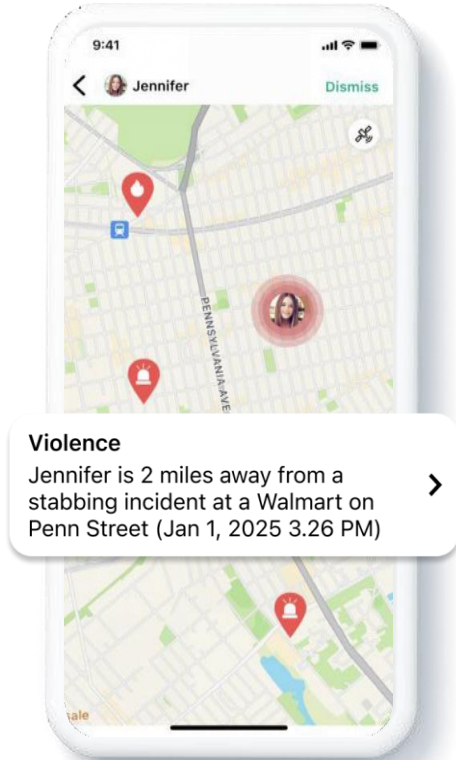 9:41
Jennifer
Dismiss
PENNSYLVANIA AVE
Violence
Jennifer is 2 miles away from a
stabbing incident at a Walmart on
Penn Street (Jan 1, 2025 3.26 PM)
ale